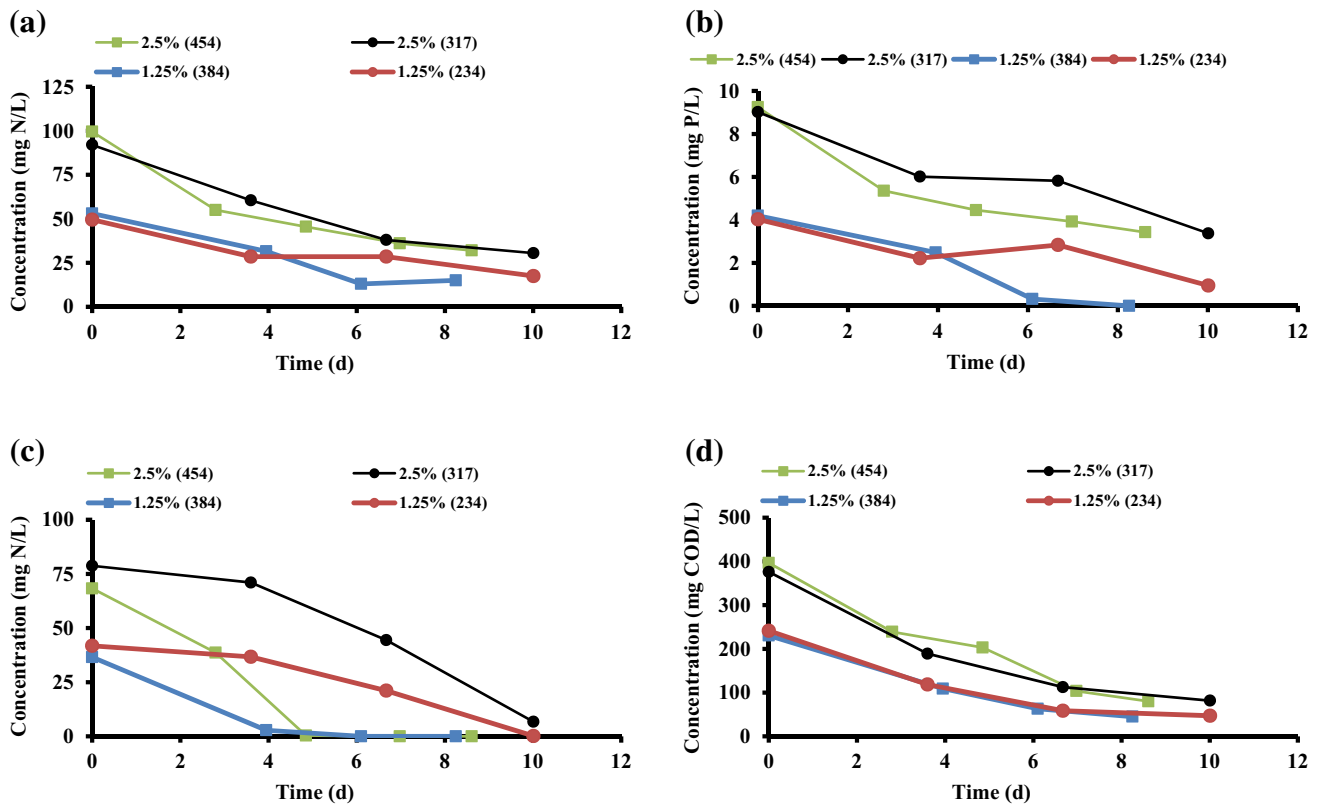 (a)
2.5% (454) 2.5% (317)
1.25% (384) 1.25% (234)
Concentration (mg N/L)
125
100
75
50
25
0
0 2 4 6 8 10 12
Time (d)
(b)
2.5% (454) 2.5% (317) 1.25% (384) 1.25% (234)
Concentration (mg P/L)
10
8
6
4
2
0
0 2 4 6 8 10 12
Time (d)
(c)
2.5% (454) 2.5% (317)
1.25% (384) 1.25% (234)
Concentration (mg N/L)
100
75
50
25
0
0 2 4 6 8 10 12
Time (d)
(d)
2.5% (454) 2.5% (317)
1.25% (384) 1.25% (234)
Concentration (mg COD/L)
500
400
300
200
100
0
0 2 4 6 8 10 12
Time (d)